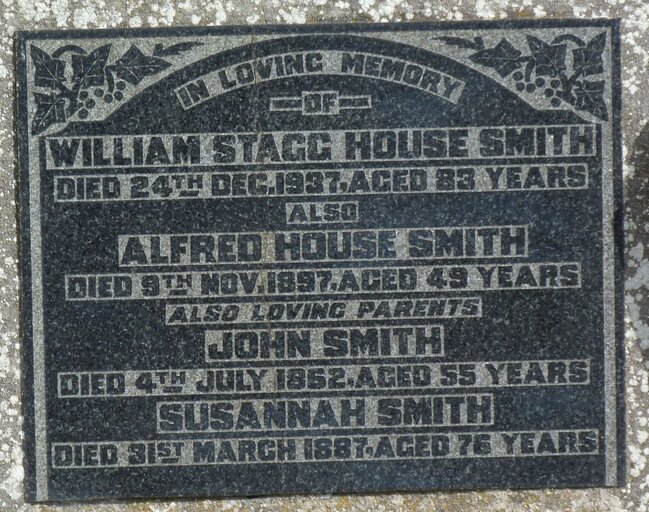 IN LOVING MEMORY
OF
WILLIAM STAGG HOUSE SMITH
DIED 24TH DEC. 1937. AGED 83 YEARS
ALSO
ALFRED HOUSE SMITH
DIED 9TH NOV. 1897. AGED 49 YEARS
ALSO LOVING PARENTS
JOHN SMITH
DIED 4TH JULY 1862. AGED 55 YEARS
SUSANNAH SMITH
DIED 31ST MARCH 1887. AGED 76 YEARS